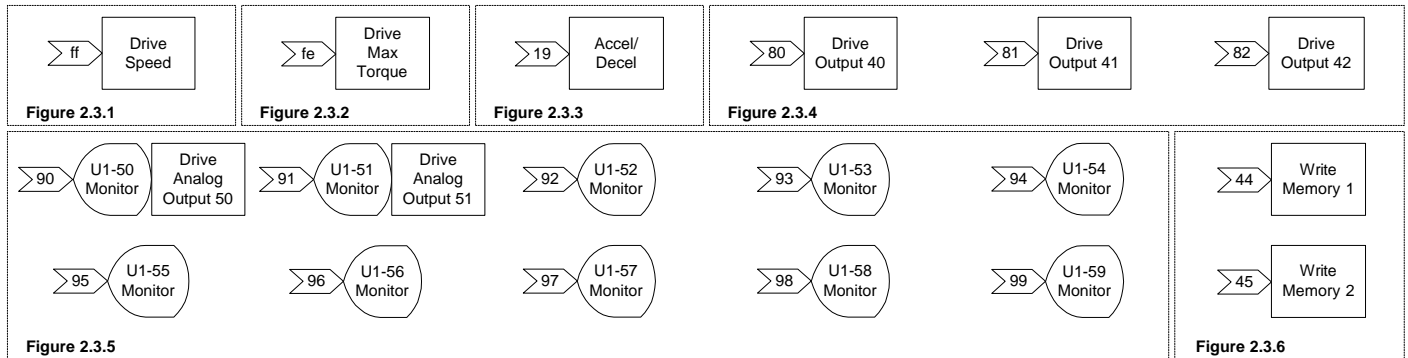 ff
Drive
Speed
Figure 2.3.1
fe
Drive
Max
Torque
Figure 2.3.2
19
Accel/
Decel
Figure 2.3.3
80
Drive
Output 40
81
Drive
Output 41
82
Drive
Output 42
Figure 2.3.4
90
U1-50
Monitor
Drive
Analog
Output 50
91
U1-51
Monitor
Drive
Analog
Output 51
92
U1-52
Monitor
93
U1-53
Monitor
94
U1-54
Monitor
95
U1-55
Monitor
96
U1-56
Monitor
97
U1-57
Monitor
98
U1-58
Monitor
99
U1-59
Monitor
Figure 2.3.5
44
Write
Memory 1
45
Write
Memory 2
Figure 2.3.6